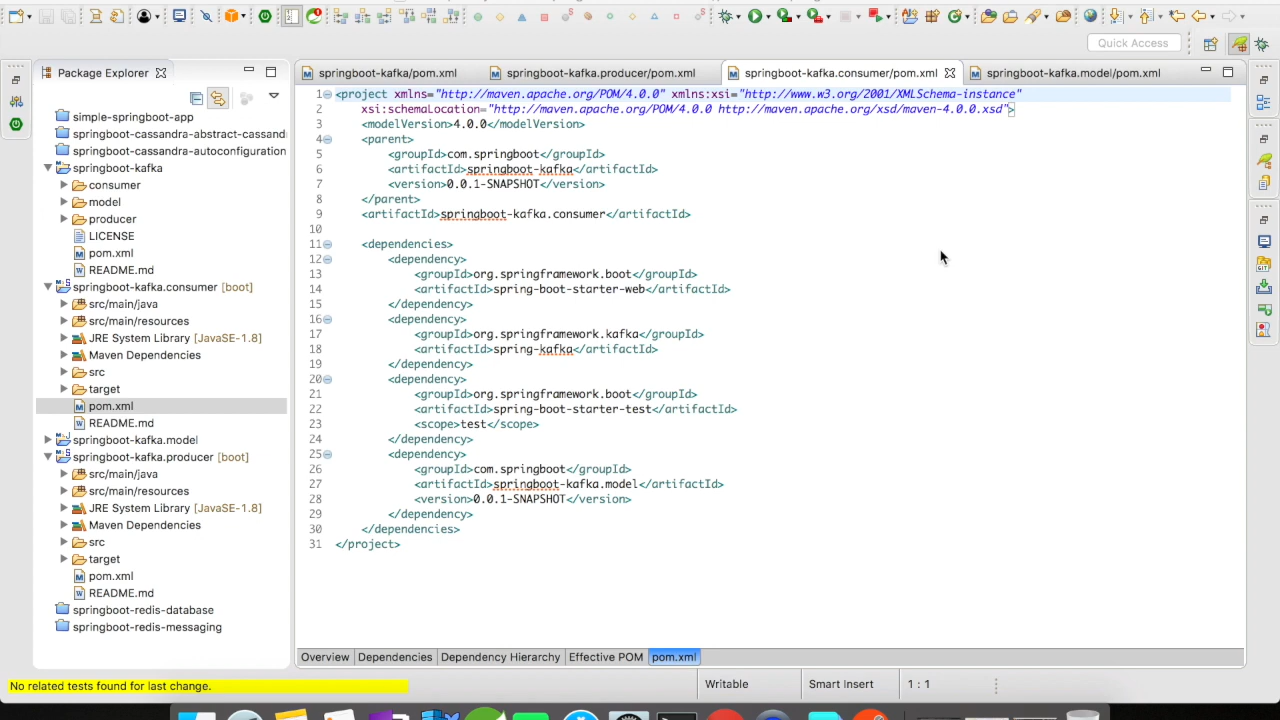 Quick Access
Package Explorer
springboot-kafka/pom.xml
springboot-kafka.producer/pom.xml
springboot-kafka.consumer/pom.xml
springboot-kafka.model/pom.xml
simple-springboot-app
springboot-cassandra-abstract-cassand
springboot-cassandra-autoconfiguration
springboot-kafka
consumer
model
producer
LICENSE
pom.xml
README.md
springboot-kafka.consumer [boot]
src/main/java
src/main/resources
JRE System Library [JavaSE-1.8]
Maven Dependencies
src
target
pom.xml
README.md
springboot-kafka.model
springboot-kafka.producer [boot]
src/main/java
src/main/resources
JRE System Library [JavaSE-1.8]
Maven Dependencies
src
target
pom.xml
README.md
springboot-redis-database
springboot-redis-messaging
1 <project xmlns="http://maven.apache.org/POM/4.0.0" xmlns:xsi="http://www.w3.org/2001/XMLSchema-instance"
2 xsi:schemaLocation="http://maven.apache.org/POM/4.0.0 http://maven.apache.org/xsd/maven-4.0.0.xsd">
3 <modelVersion>4.0.0</modelVersion>
4 <parent>
5 <groupId>com.springboot</groupId>
6 <artifactId>springboot-kafka</artifactId>
7 <version>0.0.1-SNAPSHOT</version>
8 </parent>
9 <artifactId>springboot-kafka.consumer</artifactId>
10
11 <dependencies>
12 <dependency>
13 <groupId>org.springframework.boot</groupId>
14 <artifactId>spring-boot-starter-web</artifactId>
15 </dependency>
16 <dependency>
17 <groupId>org.springframework.kafka</groupId>
18 <artifactId>spring-kafka</artifactId>
19 </dependency>
20 <dependency>
21 <groupId>org.springframework.boot</groupId>
22 <artifactId>spring-boot-starter-test</artifactId>
23 <scope>test</scope>
24 </dependency>
25 <dependency>
26 <groupId>com.springboot</groupId>
27 <artifactId>springboot-kafka.model</artifactId>
28 <version>0.0.1-SNAPSHOT</version>
29 </dependency>
30 </dependencies>
31 </project>
Overview
Dependencies
Dependency Hierarchy
Effective POM
pom.xml
No related tests found for last change.
Writable
Smart Insert
1 : 1